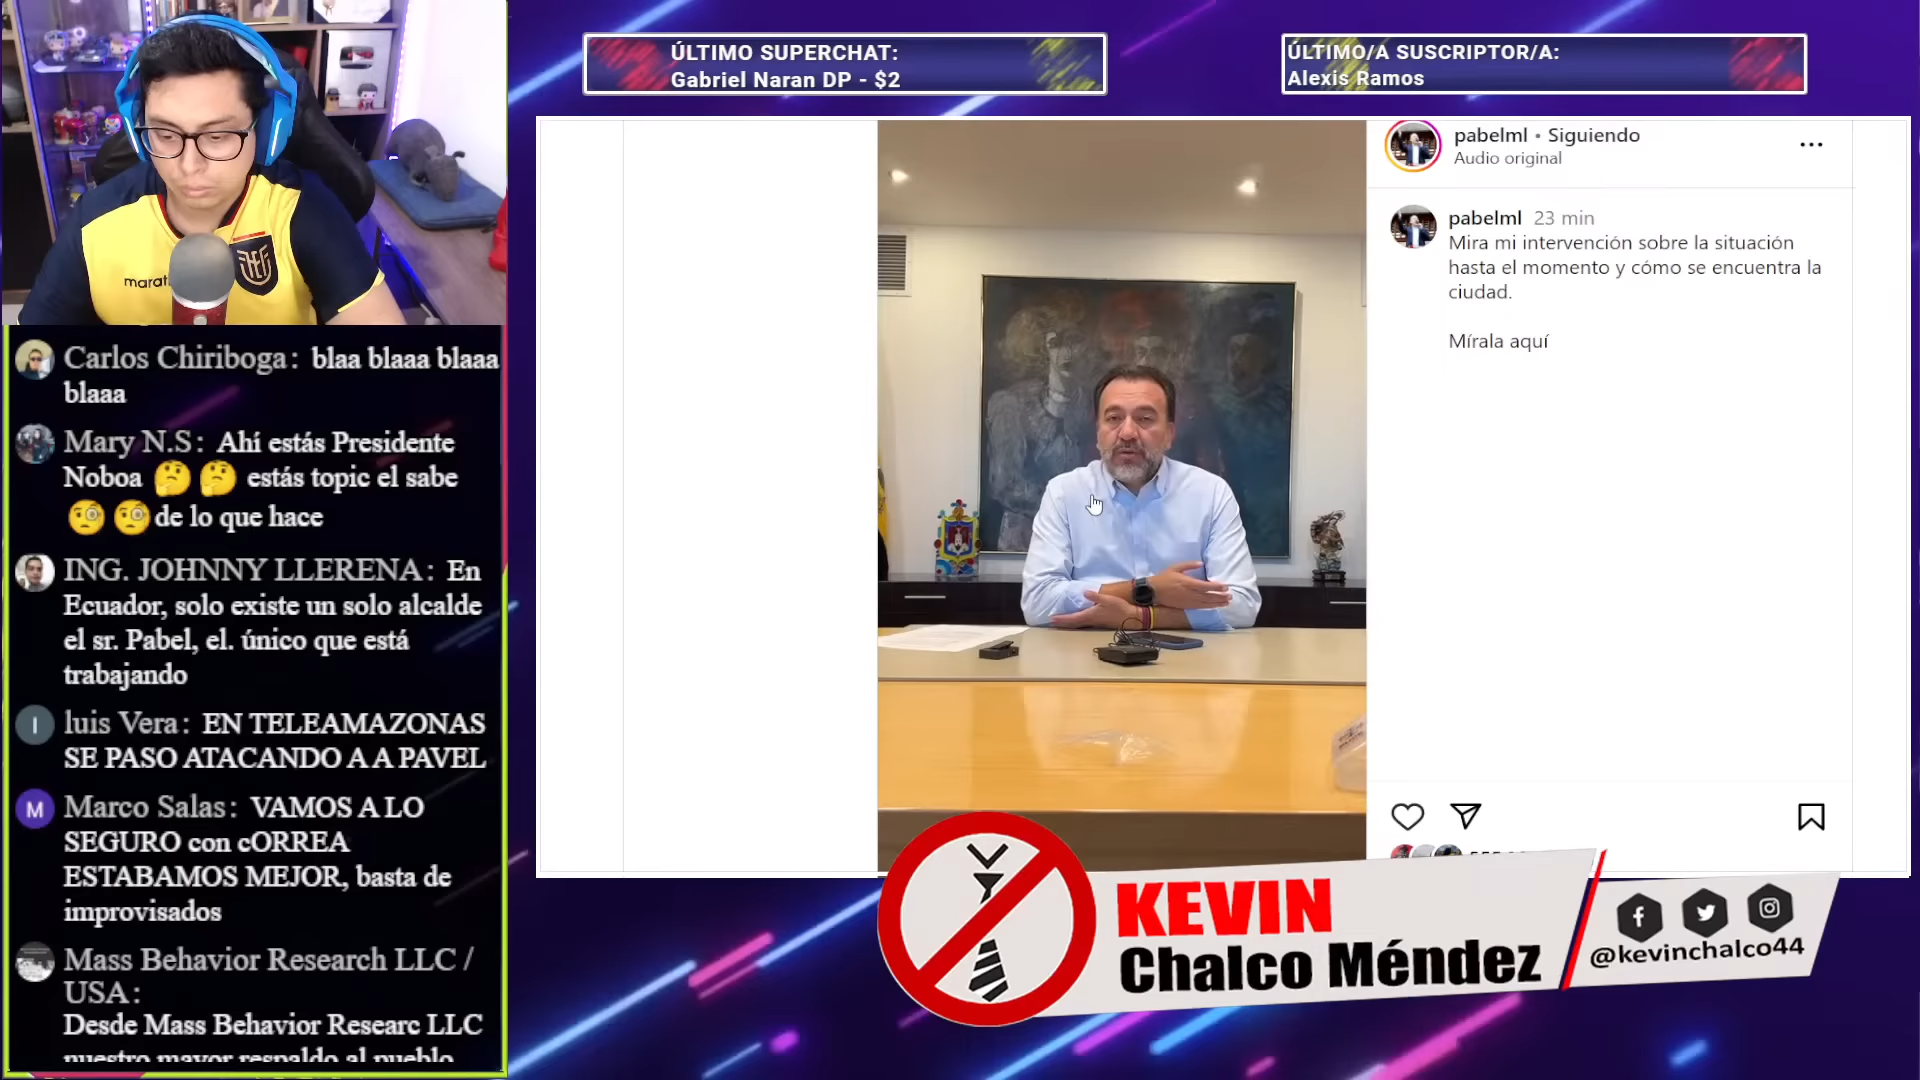 ÚLTIMO SUPERCHAT:
Gabriel Naran DP - $2
ÚLTIMO/A SUSCRIPTOR/A:
Alexis Ramos
pabelml • Siguiendo
Audio original
pabelml 23 min
Mira mi intervención sobre la situación
hasta el momento y cómo se encuentra la
ciudad.
Mírala aquí
Carlos Chiriboga: blaa blaaa blaaa
blaaa
Mary N.S: Ahí estás Presidente
Noboa 🤔 🤔 estás topic el sabe
🧐 🧐 de lo que hace
ING. JOHNNY LLERENA: En
Ecuador, solo existe un solo alcalde
el sr. Pabel, el. único que está
trabajando
I
luis Vera: EN TELEAMAZONAS
SE PASO ATACANDO A A PAVEL
M
Marco Salas: VAMOS A LO
SEGURO con cORREA
ESTABAMOS MEJOR, basta de
improvisados
Mass Behavior Research LLC /
USA:
Desde Mass Behavior Researc LLC
nuestro mayor respaldo al pueblo
KEVIN
Chalco Méndez
@kevinchalco44